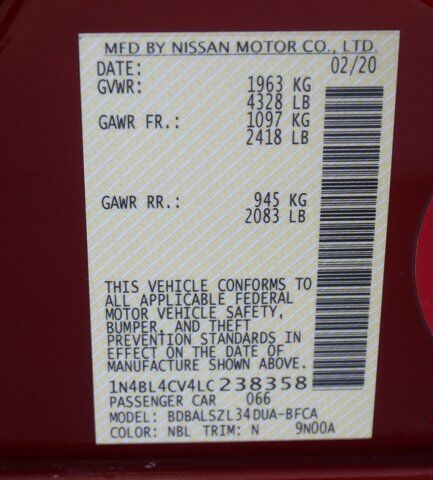 MFD BY NISSAN MOTOR CO., LTD.
DATE: 02/20
GVWR: 1963 KG
4328 LB
GAWR FR.: 1097 KG
2418 LB
GAWR RR.: 945 KG
2083 LB
THIS VEHICLE CONFORMS TO
ALL APPLICABLE FEDERAL
MOTOR VEHICLE SAFETY,
BUMPER, AND THEFT
PREVENTION STANDARDS IN
EFFECT ON THE DATE OF
MANUFACTURE SHOWN ABOVE.
1N4BL4CV4LC238358
PASSENGER CAR 066
MODEL: BDBALSZL34DUA-BFCA
COLOR: NBL TRIM: N 9N00A